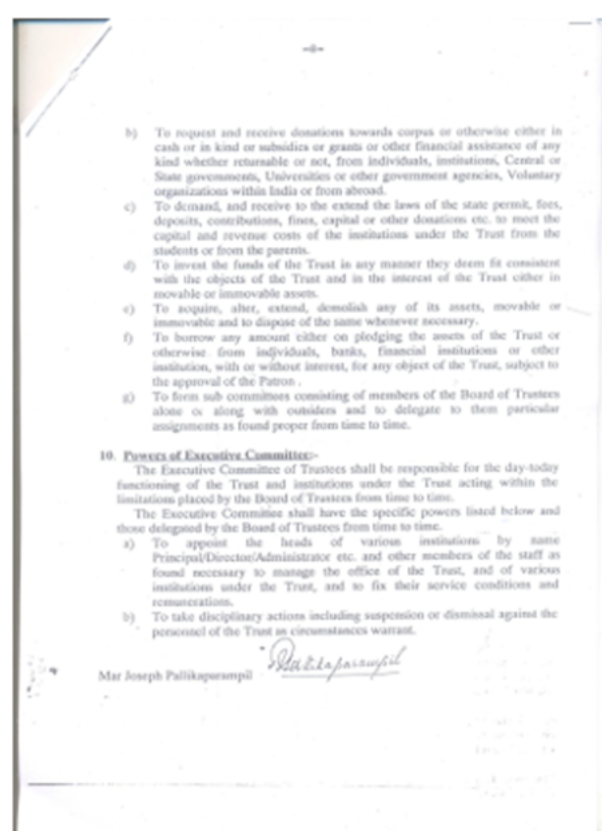 b) To request and receive donations towards corpus or otherwise either in
cash or in kind or subsidies or grants or other financial assistance of any
kind whether returnable or not, from individuals, institutions, Central or
State governments, Universities or other government agencies, Voluntary
organizations within India or from abroad.
c) To demand, and receive to the extend the laws of the state permit, fees,
deposits, contributions, fines, capital or other donations etc. to meet the
capital and revenue costs of the institutions under the Trust from the
students or from the parents.
d) To invest the funds of the Trust in any manner they deem fit consistent
with the objects of the Trust and in the interest of the Trust either in
movable or immovable assets.
e) To acquire, alter, extend, demolish any of its assets, movable or
immovable and to dispose of the same whenever necessary.
f) To borrow any amount either on pledging the assets of the Trust or
otherwise from individuals, banks, financial institutions or other
institution, with or without interest, for any object of the Trust, subject to
the approval of the Patron .
g) To form sub committees consisting of members of the Board of Trustees
alone or along with outsiders and to delegate to them particular
assignments as found proper from time to time.
10. Powers of Executive Committee:-
The Executive Committee of Trustees shall be responsible for the day-today
functioning of the Trust and institutions under the Trust acting within the
limitations placed by the Board of Trustees from time to time.
The Executive Committee shall have the specific powers listed below and
those delegated by the Board of Trustees from time to time.
a) To appoint the heads of various institutions by name
Principal/Director/Administrator etc. and other members of the staff as
found necessary to manage the office of the Trust, and of various
institutions under the Trust, and to fix their service conditions and
remunerations.
b) To take disciplinary actions including suspension or dismissal against the
personnel of the Trust as circumstances warrant.
Mar Joseph Pallikaparampil Pallikaparampil